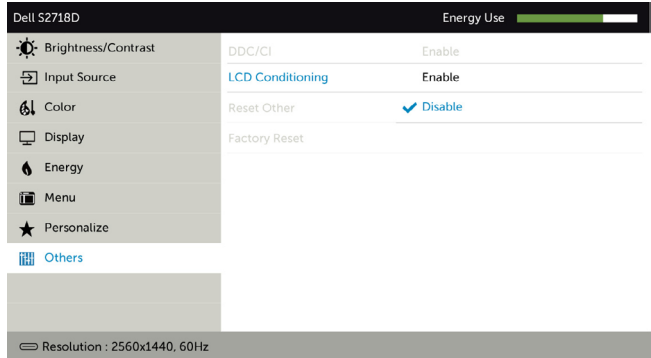 Dell S2718D Energy Use
Brightness/Contrast DDC/CI Enable
Input Source LCD Conditioning Enable
Color Reset Other Disable
Display Factory Reset
Energy
Menu
Personalize
Others
Resolution : 2560x1440, 60Hz